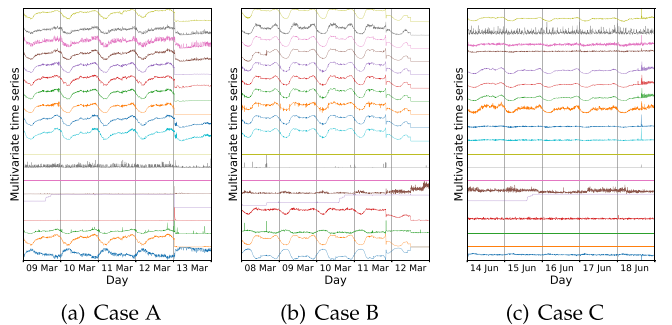 Multivariate time series
09 Mar 10 Mar 11 Mar 12 Mar 13 Mar
Day
(a) Case A
Multivariate time series
08 Mar 09 Mar 10 Mar 11 Mar 12 Mar
Day
(b) Case B
Multivariate time series
14 Jun 15 Jun 16 Jun 17 Jun 18 Jun
Day
(c) Case C